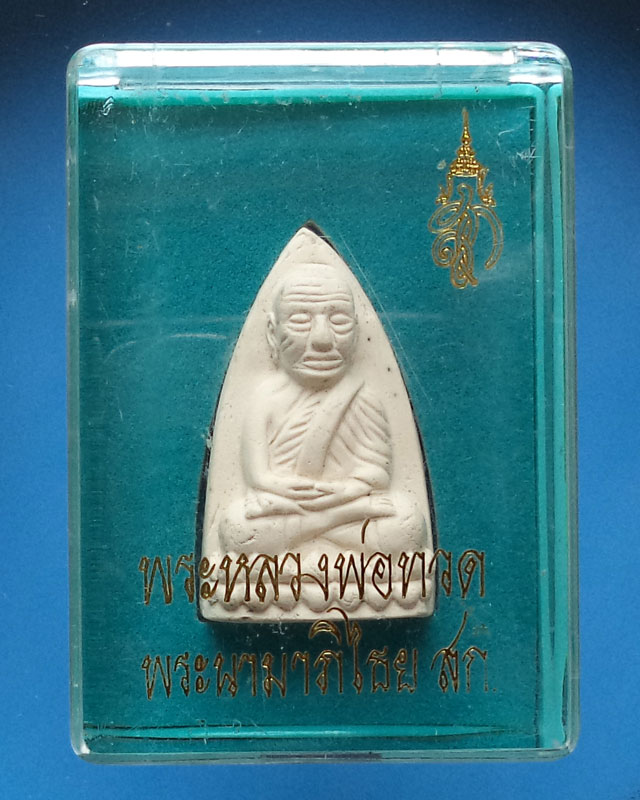 พระหลวงพ่อทวด
พระนามาภิไธย สก.